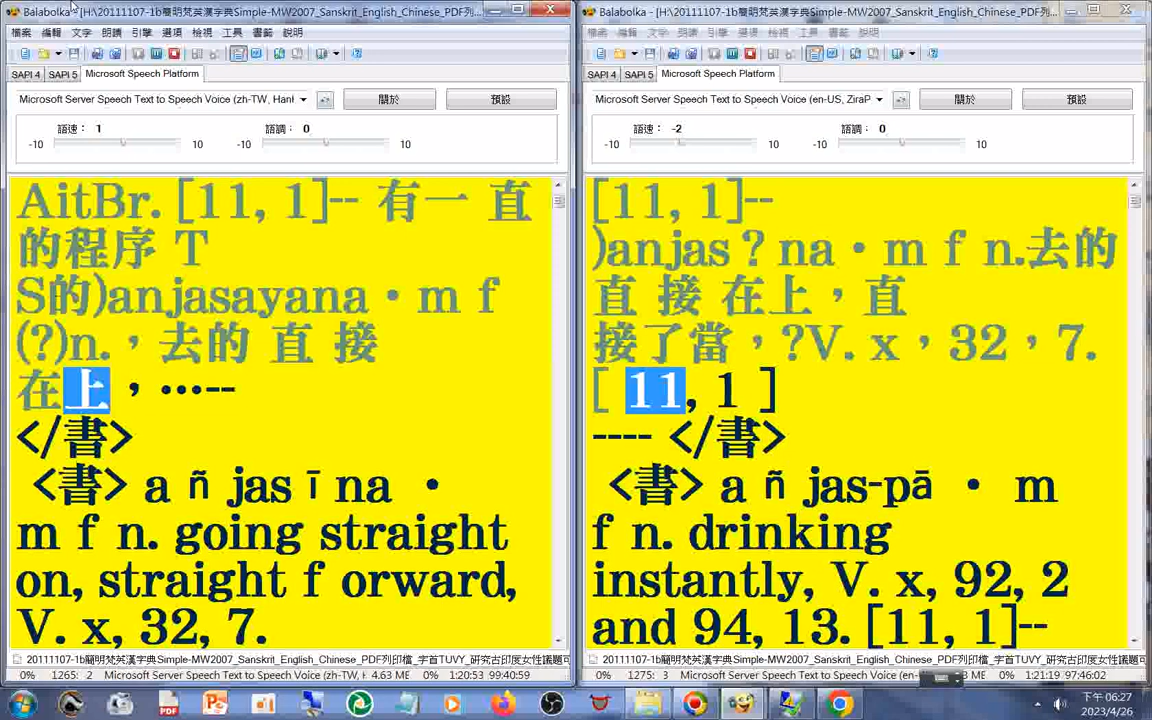 Balabolka - [H:\20111107-1b簡明梵英漢字典Simple-MW2007_Sanskrit_English_Chinese_PDF列...
檔案 編輯 文字 朗讀 引擎 選項 檢視 工具 書籤 說明
SAPI 4 SAPI 5 Microsoft Speech Platform
Microsoft Server Speech Text to Speech Voice (zh-TW, Hanl 關於 預設
語速： 1 語調： 0
-10 10 -10 10
AitBr. [11, 1]-- 有一 直
的程序 T
S的)anjasayana・m f
(?)n.，去的 直 接
在上，…--
</書>
<書> a ñ jas ī na ・
m f n. going straight
on, straight f orward,
V. x, 32, 7.
20111107-1b簡明梵英漢字典Simple-MW2007_Sanskrit_English_Chinese_PDF列印檔_字首TUVY_研究古印度女性議題可
0% 1265: 2 Microsoft Server Speech Text to Speech Voice (zh-TW, H 4.63 ME 0% 1:20:53 99:40:59
Balabolka - [H:\20111107-1b簡明梵英漢字典Simple-MW2007_Sanskrit_English_Chinese_PDF列印...
檔案 編輯 文字 朗讀 引擎 選項 檢視 工具 書籤 說明
SAPI 4 SAPI 5 Microsoft Speech Platform
Microsoft Server Speech Text to Speech Voice (en-US, ZiraP 關於 預設
語速： -2 語調： 0
-10 10 -10 10
[11, 1]--
)anjas？na・m f n.去的
直 接 在上，直
接了當，?V. x，32，7.
[ 11, 1 ]
---- </書>
<書> a ñ jas-pā ・ m
f n. drinking
instantly, V. x, 92, 2
and 94, 13. [11, 1]--
20111107-1b簡明梵英漢字典Simple-MW2007_Sanskrit_English_Chinese_PDF列印檔_字首TUVY_研究古印度女性議題可
0% 1275: 3 Microsoft Server Speech Text to Speech Voice 4.63 ME 0% 1:21:19 97:46:02
下午 06:27
2023/4/26